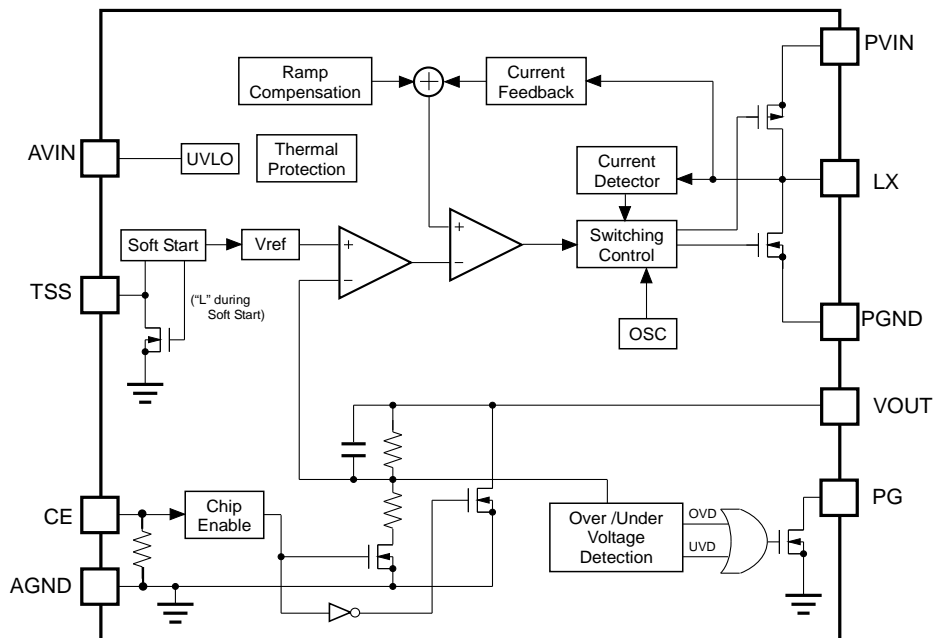 PVIN
Ramp
Compensation
+
Current
Feedback
AVIN
UVLO
Thermal
Protection
Current
Detector
LX
Soft Start
Vref
+
−
+
−
Switching
Control
TSS
("L" during
Soft Start)
OSC
PGND
VOUT
CE
Chip
Enable
Over /Under
Voltage
Detection
OVD
UVD
PG
AGND